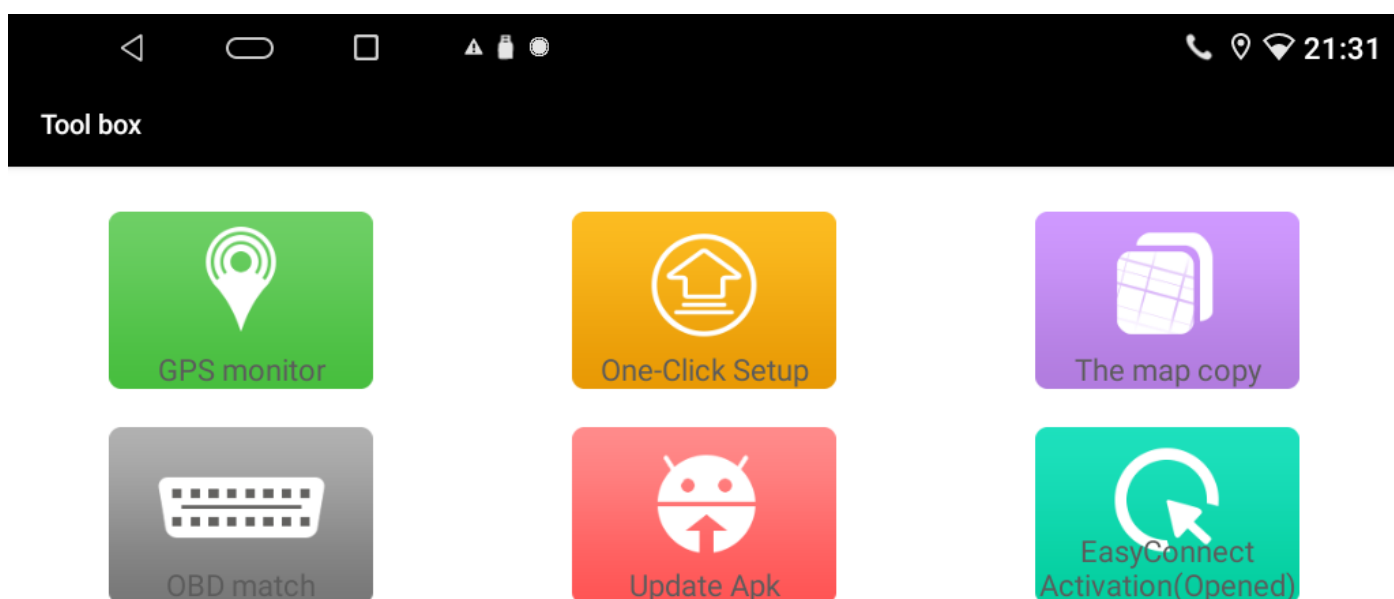 21:31
Tool box
GPS monitor
One-Click Setup
The map copy
OBD match
Update Apk
EasyConnect
Activation(Opened)